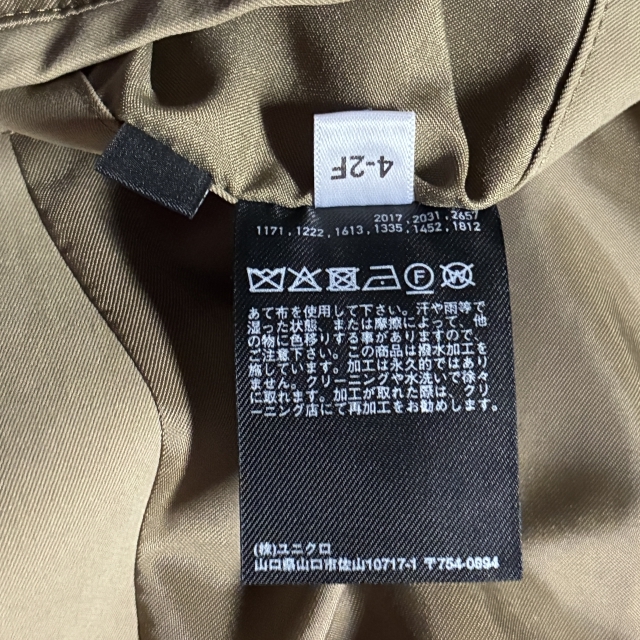 4-2F
2017,2031,2657
1171,1222,1613,1335,1452,1812
あて布を使用して下さい。汗や雨等で
湿った状態、または摩擦によって、他
の物に色移りする事がありますので
ご注意下さい。この商品は撥水加工を
施しています。加工は永久的ではあり
ません。クリーニングや水洗いで徐々
に取れます。加工が取れた際は、クリ
ーニング店にて再加工をお勧めします。
(株)ユニクロ
山口県山口市佐山10717-1 〒754-0894